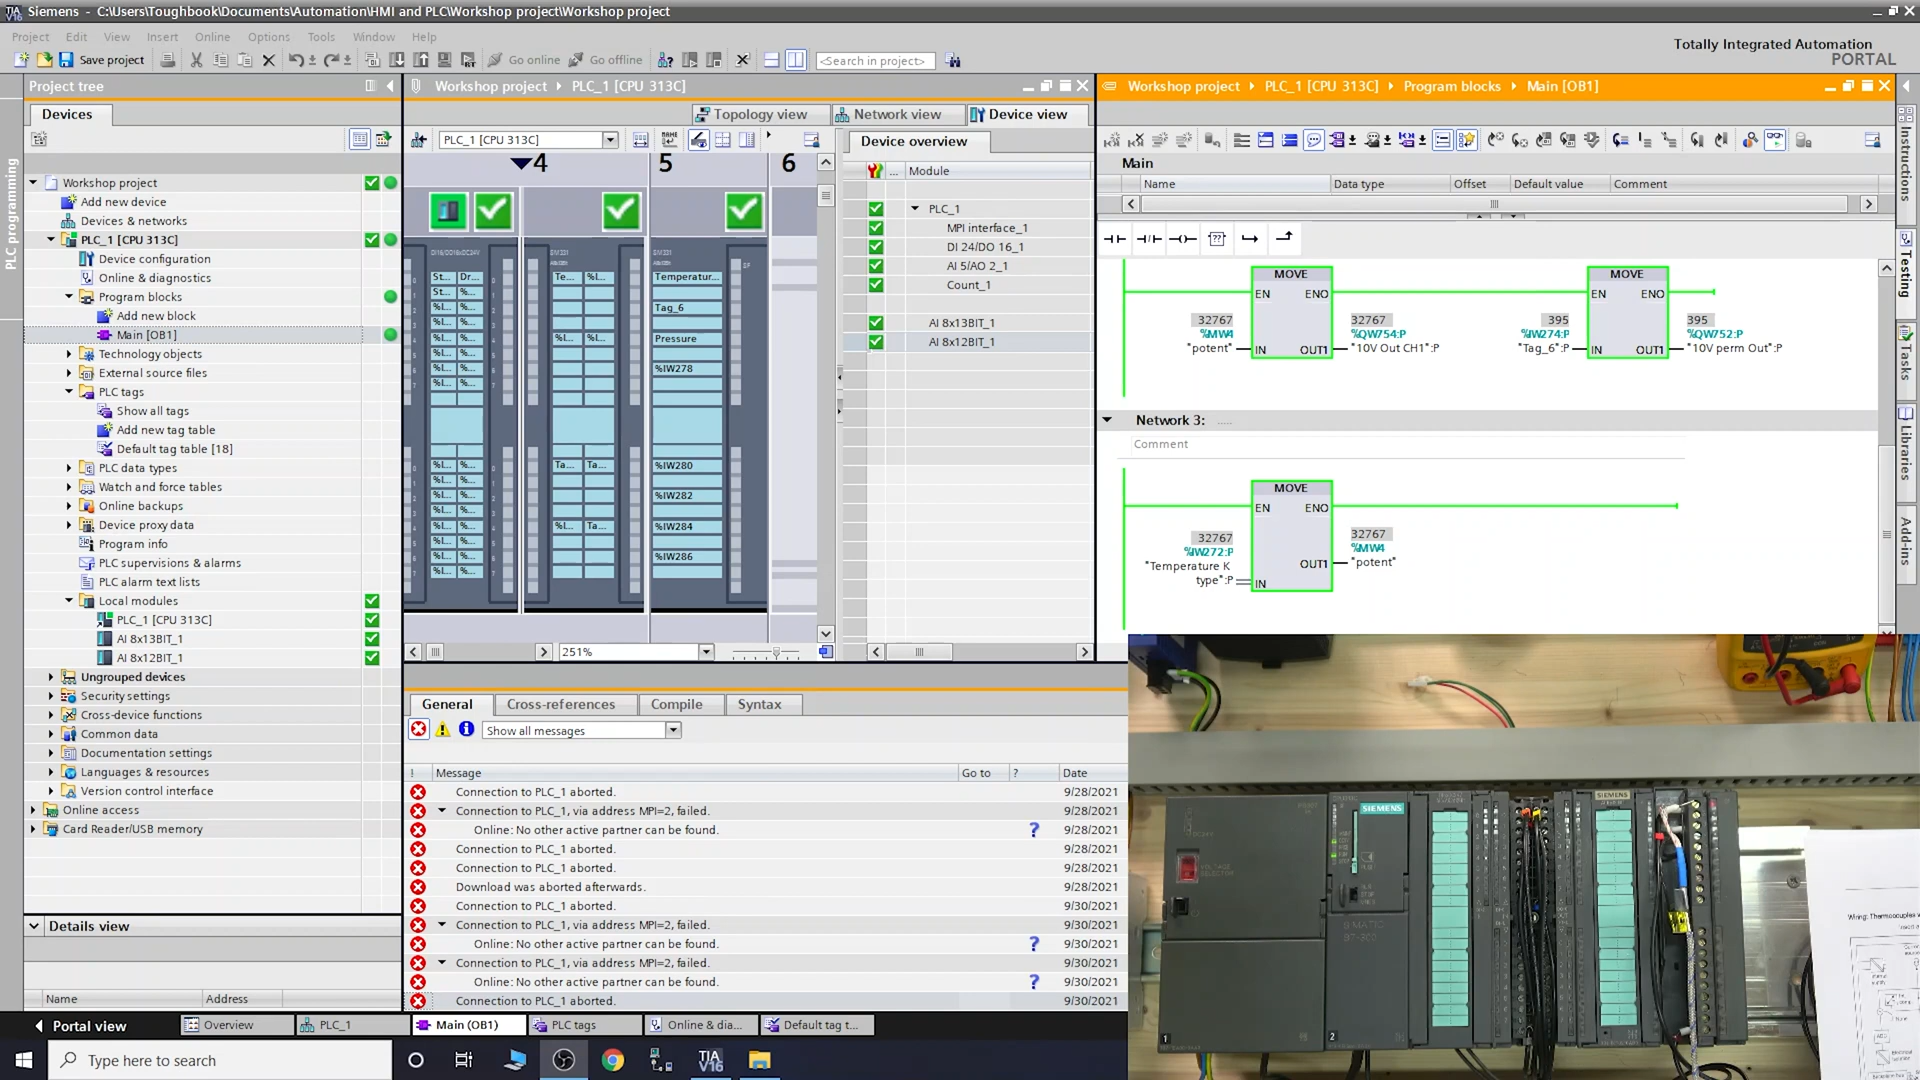 Siemens - C:\Users\Toughbook\Documents\Automation\HMI and PLC\Workshop project\Workshop project
Project Edit View Insert Online Options Tools Window Help
Totally Integrated Automation
PORTAL
Save project
Go online
Go offline
<Search in project>
Project tree
Devices
PLC programming
Workshop project
Add new device
Devices & networks
PLC_1 [CPU 313C]
Device configuration
Online & diagnostics
Program blocks
Add new block
Main [OB1]
Technology objects
External source files
PLC tags
Show all tags
Add new tag table
Default tag table [18]
PLC data types
Watch and force tables
Online backups
Device proxy data
Program info
PLC supervisions & alarms
PLC alarm text lists
Local modules
PLC_1 [CPU 313C]
AI 8x13BIT_1
AI 8x12BIT_1
Ungrouped devices
Security settings
Cross-device functions
Common data
Documentation settings
Languages & resources
Version control interface
Online access
Card Reader/USB memory
Details view
Name Address
Workshop project PLC_1 [CPU 313C]
Topology view Network view Device view
PLC_1 [CPU 313C]
4 5 6
Temperatur...
Tag_6
Pressure
%IW278
%IW280
%IW282
%IW284
%IW286
251%
Device overview
... Module
PLC_1
MPI interface_1
DI 24/DO 16_1
AI 5/AO 2_1
Count_1
AI 8x13BIT_1
AI 8x12BIT_1
General Cross-references Compile Syntax
Show all messages
! Message Go to ? Date
Connection to PLC_1 aborted. 9/28/2021
Connection to PLC_1, via address MPI=2, failed. 9/28/2021
Online: No other active partner can be found. ? 9/28/2021
Connection to PLC_1 aborted. 9/28/2021
Connection to PLC_1 aborted. 9/28/2021
Download was aborted afterwards. 9/28/2021
Connection to PLC_1 aborted. 9/30/2021
Connection to PLC_1, via address MPI=2, failed. 9/30/2021
Online: No other active partner can be found. ? 9/30/2021
Connection to PLC_1, via address MPI=2, failed. 9/30/2021
Online: No other active partner can be found. ? 9/30/2021
Connection to PLC_1 aborted. 9/30/2021
Workshop project PLC_1 [CPU 313C] Program blocks Main [OB1]
Main
Name Data type Offset Default value Comment
MOVE
EN ENO
32767 32767
%MW4 %QW754:P
"potent" IN OUT1 "10V Out CH1":P
MOVE
EN ENO
395 395
%IW274:P %QW752:P
"Tag_6":P IN OUT1 "10V perm Out":P
Network 3: .....
Comment
MOVE
EN ENO
32767 32767
%IW272:P %MW4
"Temperature K type":P IN OUT1 "potent"
Instructions
Testing
Tasks
Libraries
Add-ins
Portal view Overview PLC_1 Main (OB1) PLC tags Online & dia... Default tag t...
Type here to search
TIA
V16
SIEMENS
SIEMENS
VOLTAGE
SELECTOR
SIMATIC
S7-300
1
2